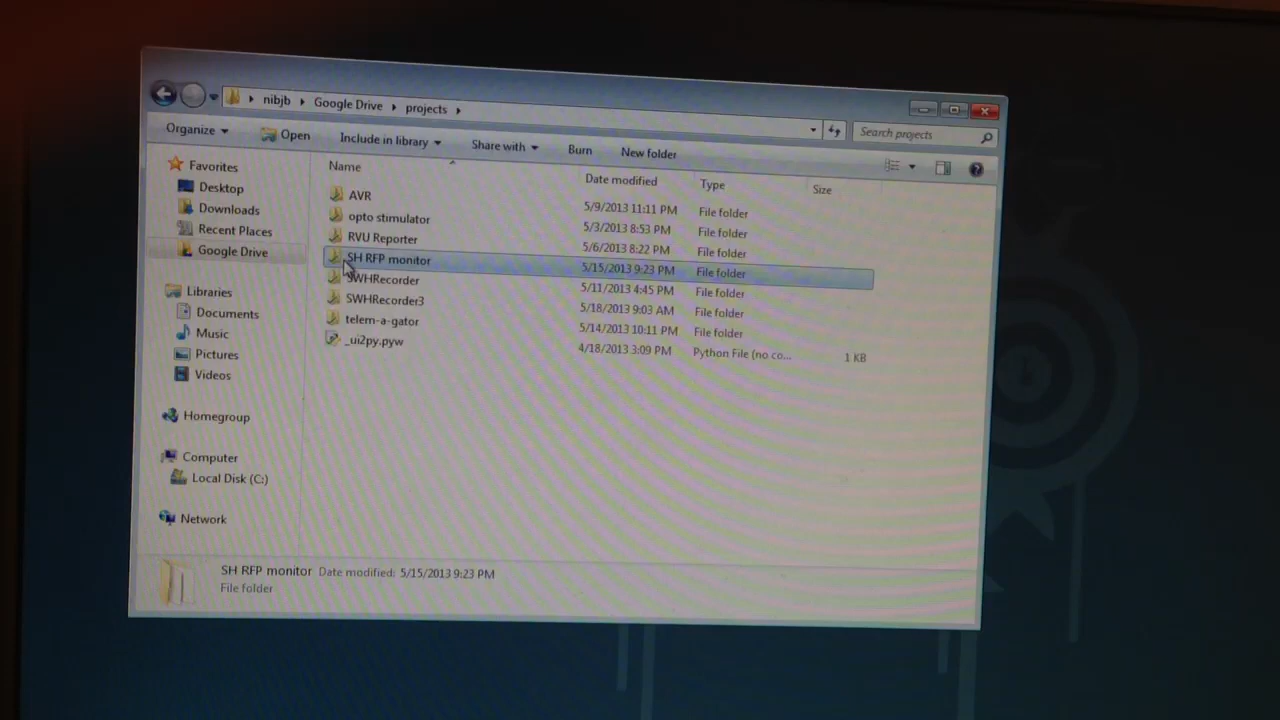 nibjb Google Drive projects
Search projects
Organize Open Include in library Share with Burn New folder
Favorites
Desktop
Downloads
Recent Places
Google Drive
Libraries
Documents
Music
Pictures
Videos
Homegroup
Computer
Local Disk (C:)
Network
Name Date modified Type Size
AVR 5/9/2013 11:11 PM File folder
opto stimulator 5/3/2013 8:53 PM File folder
RVU Reporter 5/6/2013 8:22 PM File folder
SH RFP monitor 5/15/2013 9:23 PM File folder
SWHRecorder 5/11/2013 4:45 PM File folder
SWHRecorder3 5/18/2013 9:03 AM File folder
telem-a-gator 5/14/2013 10:11 PM File folder
_ui2py.pyw 4/18/2013 3:09 PM Python File (no co... 1 KB
SH RFP monitor Date modified: 5/15/2013 9:23 PM
File folder